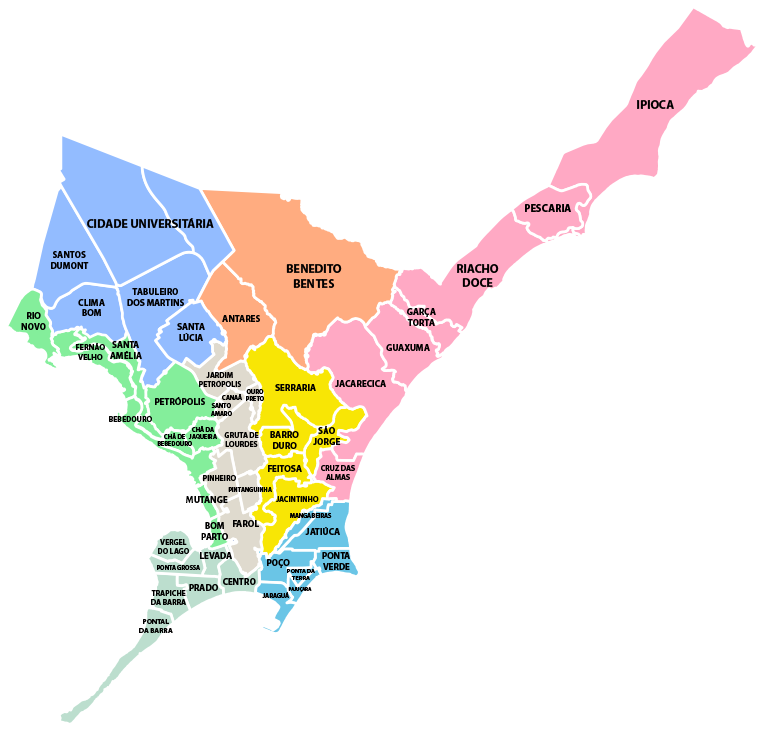 IPIOCA
PESCARIA
CIDADE UNIVERSITÁRIA
SANTOS
DUMONT
BENEDITO
BENTES
RIACHO
DOCE
TABULEIRO
DOS MARTINS
CLIMA
BOM
RIO
NOVO
ANTARES
GARÇA
TORTA
SANTA
LÚCIA
SANTA
AMÉLIA
FERNÃO
VELHO
GUAXUMA
JARDIM
PETROPOLIS
SERRARIA
JACARECICA
CANAÃ
OURO
PRETO
PETRÓPOLIS
SANTO
AMARO
BEBEDOURO
CHÃ DA
JAQUEIRA
CHÃ DE
BEBEDOURO
GRUTA DE
LOURDES
BARRO
DURO
SÃO
JORGE
FEITOSA
CRUZ DAS
ALMAS
PINHEIRO
PINTANGUINHA
MUTANGE
JACINTINHO
MANGABEIRAS
BOM
PARTO
FAROL
JATIÚCA
VERGEL
DO LAGO
LEVADA
POÇO
PONTA
VERDE
PONTA GROSSA
PONTA DA
TERRA
CENTRO
PRADO
PAJUÇARA
JARAGUÁ
TRAPICHE
DA BARRA
PONTAL
DA BARRA